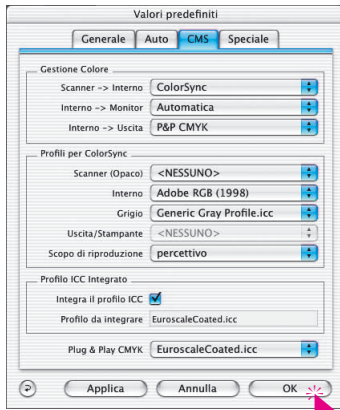 Valori predefiniti
Generale Auto CMS Speciale
Gestione Colore
Scanner -> Interno ColorSync
Interno -> Monitor Automatica
Interno -> Uscita P&P CMYK
Profili per ColorSync
Scanner (Opaco) <NESSUNO>
Interno Adobe RGB (1998)
Grigio Generic Gray Profile.icc
Uscita/Stampante <NESSUNO>
Scopo di riproduzione percettivo
Profilo ICC Integrato
Integra il profilo ICC
Profilo da integrare EuroscaleCoated.icc
Plug & Play CMYK EuroscaleCoated.icc
Applica Annulla OK